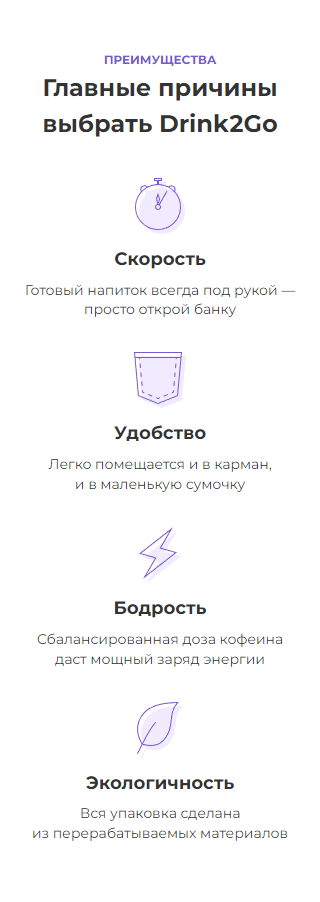 ПРЕИМУЩЕСТВА
Главные причины
выбрать Drink2Go
Скорость
Готовый напиток всегда под рукой —
просто открой банку
Удобство
Легко помещается и в карман,
и в маленькую сумочку
Бодрость
Сбалансированная доза кофеина
даст мощный заряд энергии
Экологичность
Вся упаковка сделана
из перерабатываемых материалов